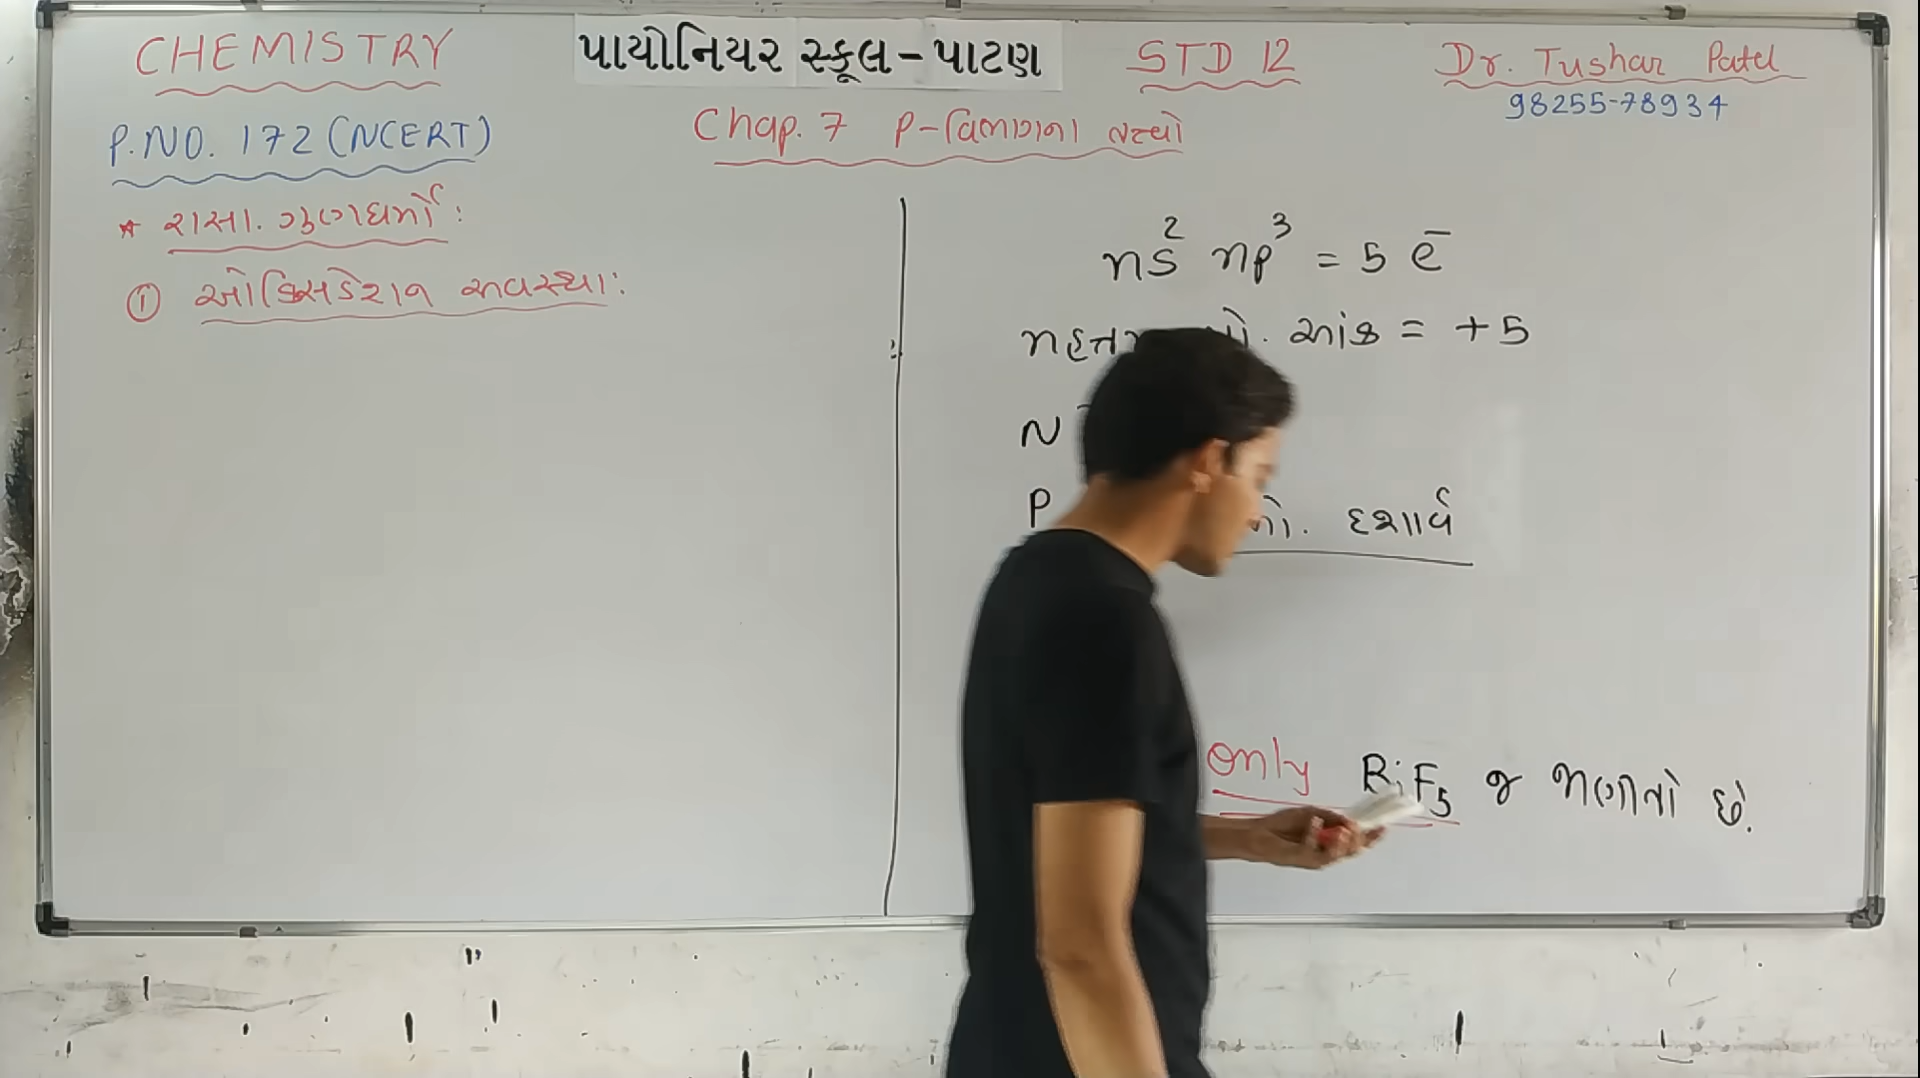 CHEMISTRY
પાયોનિયર સ્કૂલ - પાટણ
STD 12
Dr. Tushar Patel
98255-78934
P.NO. 172 (NCERT)
Chap. 7 P-વિભાગના તત્ત્વો
* રાસા. ગુણધર્મો:
① ઓક્સિડેશન અવસ્થા:
ns² np³ = 5 e⁻
આંક = +5
N
P દર્શાવે
only BiF₅ જ જાણીતો છે.